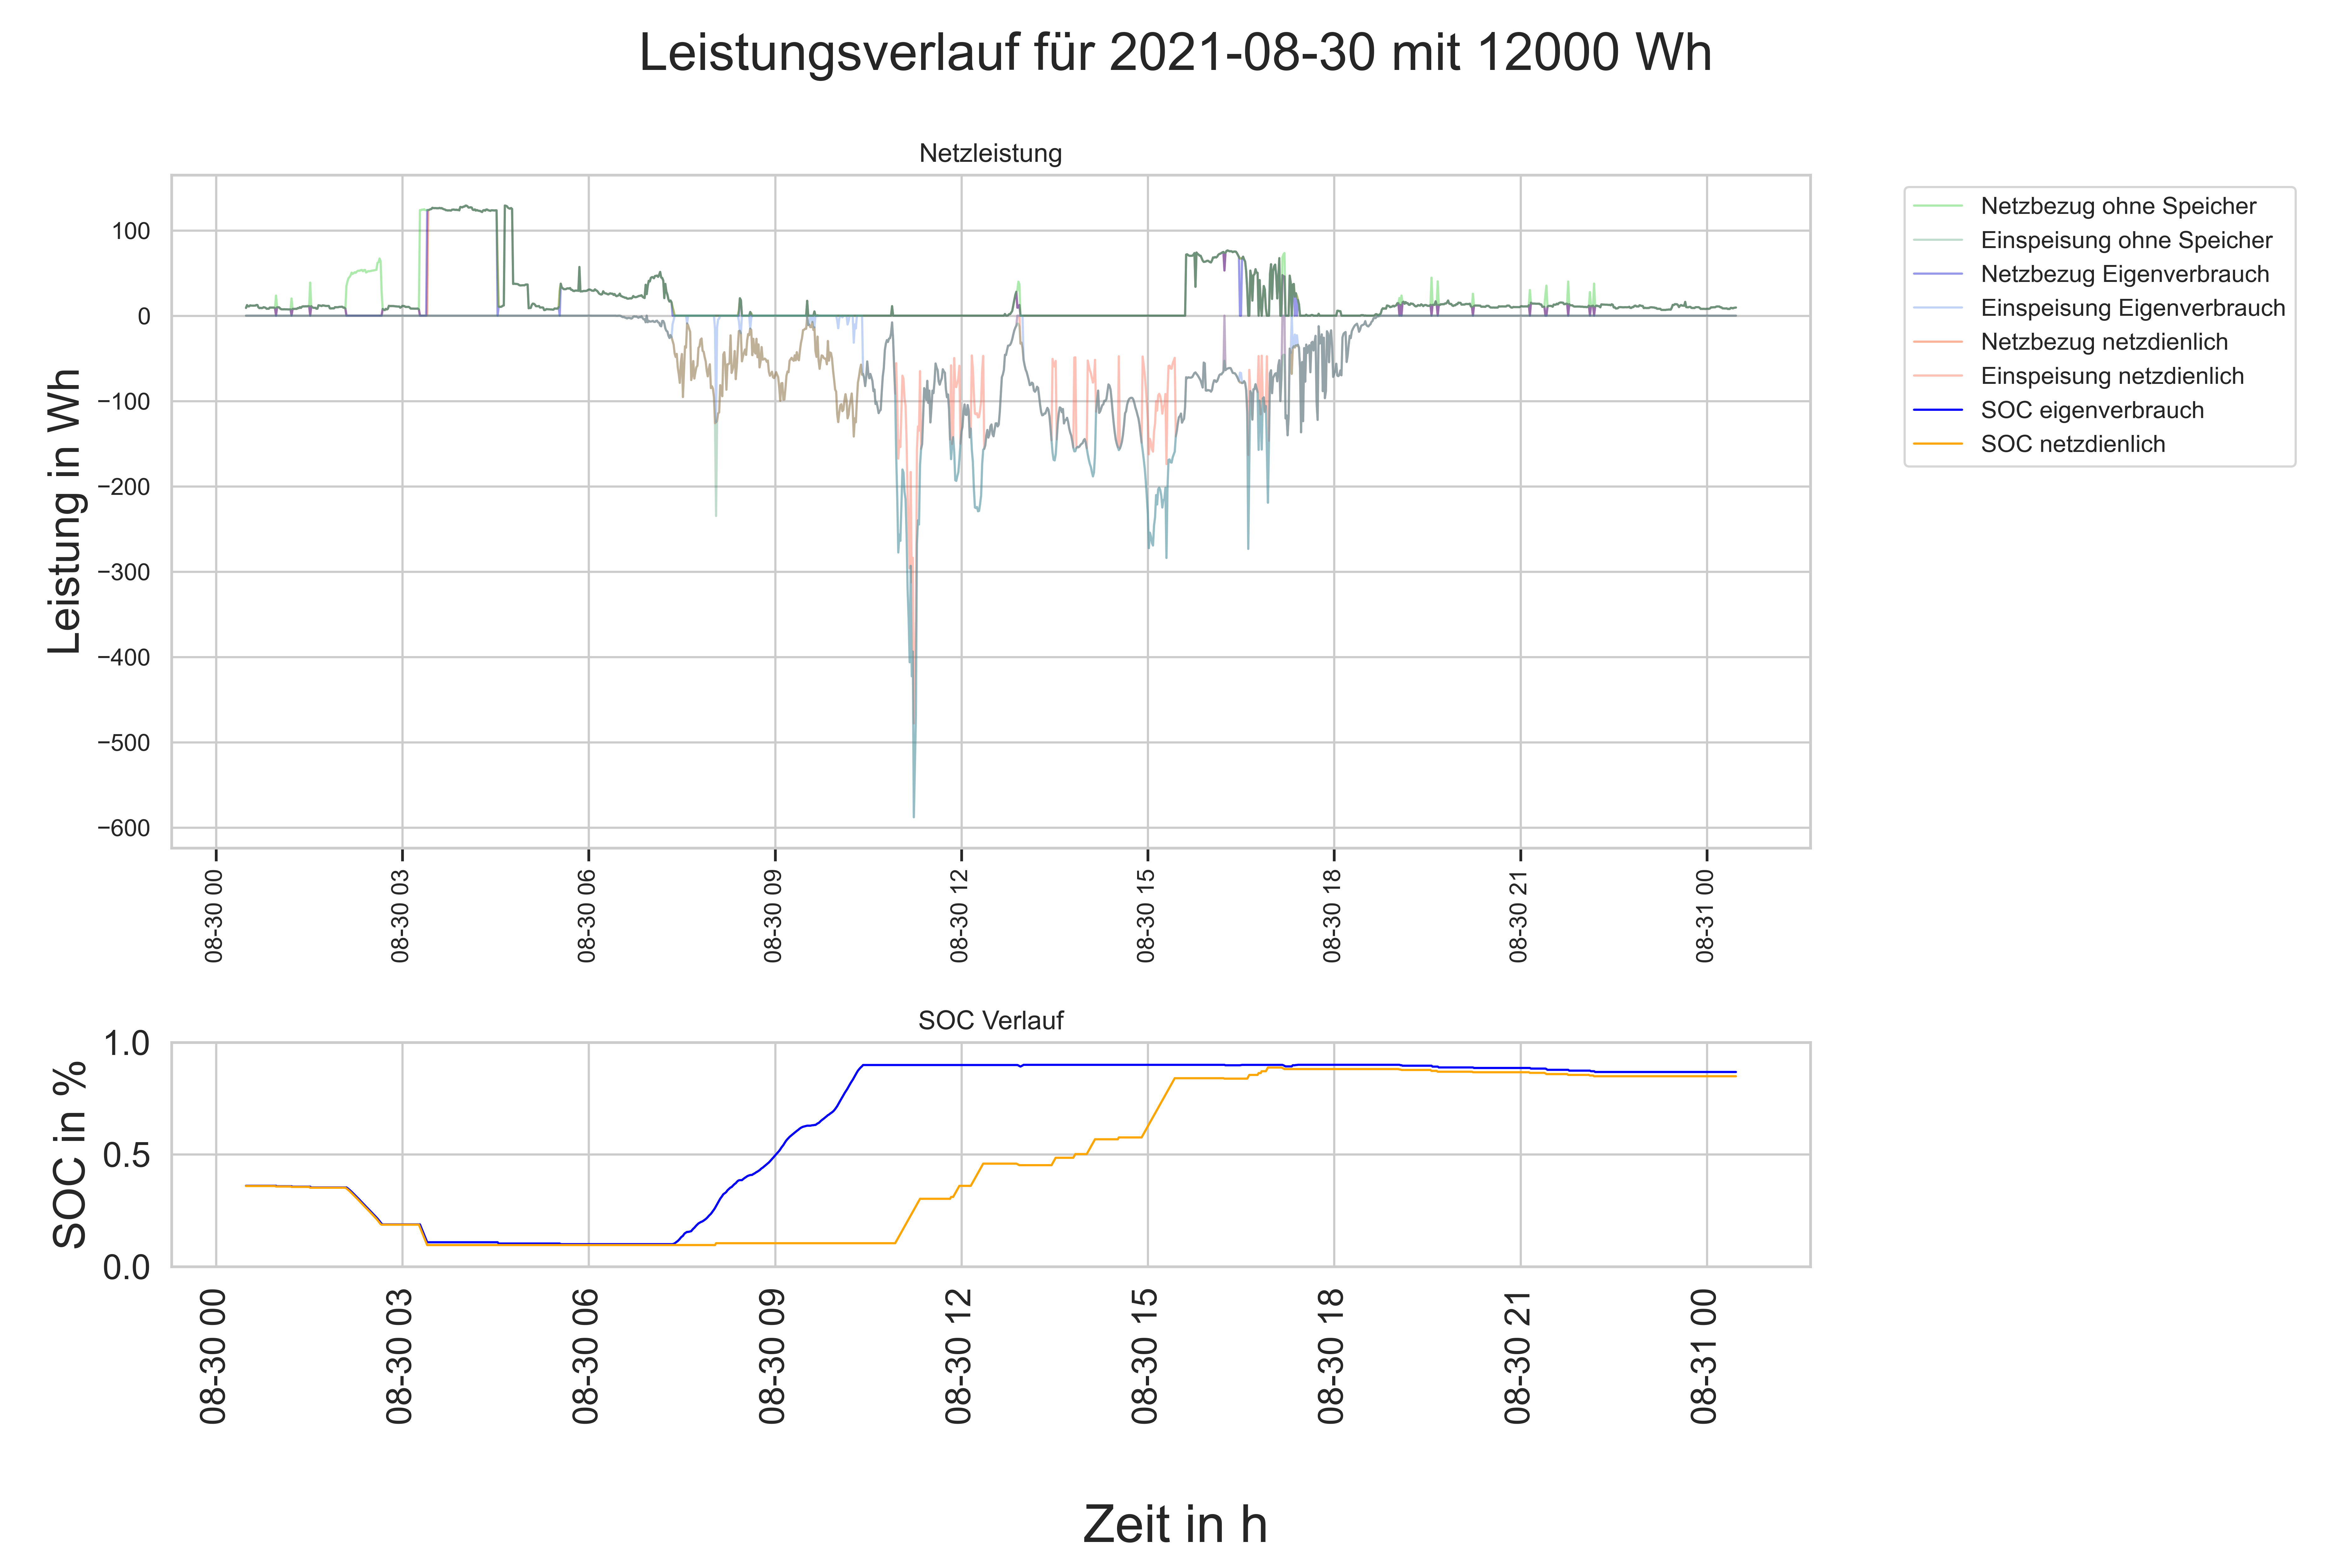 Leistungsverlauf für 2021-08-30 mit 12000 Wh
Netzleistung
Leistung in Wh
100
0
−100
−200
−300
−400
−500
−600
08-30 00
08-30 03
08-30 06
08-30 09
08-30 12
08-30 15
08-30 18
08-30 21
08-31 00
Netzbezug ohne Speicher
Einspeisung ohne Speicher
Netzbezug Eigenverbrauch
Einspeisung Eigenverbrauch
Netzbezug netzdienlich
Einspeisung netzdienlich
SOC eigenverbrauch
SOC netzdienlich
SOC Verlauf
SOC in %
1.0
0.5
0.0
08-30 00
08-30 03
08-30 06
08-30 09
08-30 12
08-30 15
08-30 18
08-30 21
08-31 00
Zeit in h